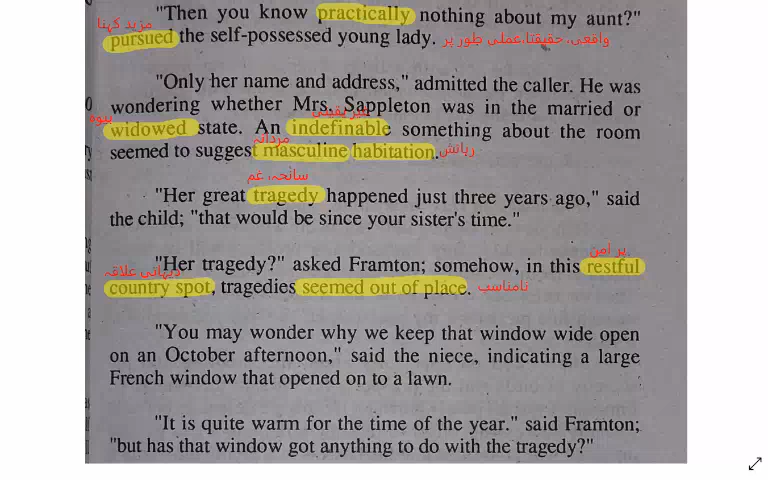 "Then you know practically nothing about my aunt?"
مزید کہنا
pursued the self-possessed young lady. واقعی، حقیقتا،عملی طور پر
"Only her name and address," admitted the caller. He was
wondering whether Mrs. Sappleton was in the married or
بیوہ غیر یقینی
widowed state. An indefinable something about the room
مردانہ
seemed to suggest masculine habitation. رہائش
سانحہ، غم
"Her great tragedy happened just three years ago," said
the child; "that would be since your sister's time."
پر امن
"Her tragedy?" asked Framton; somehow, in this restful
دیہاتی علاقہ
country spot, tragedies seemed out of place. نامناسب
"You may wonder why we keep that window wide open
on an October afternoon," said the niece, indicating a large
French window that opened on to a lawn.
"It is quite warm for the time of the year." said Framton;
"but has that window got anything to do with the tragedy?"